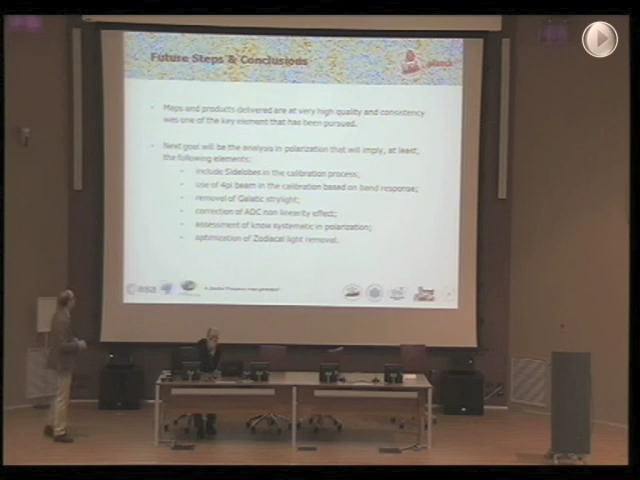 Future Steps & Conclusions
planck
Maps and products delivered are at very high quality and consistency
was one of the key element that has been pursued.
Next goal will be the analysis in polarization that will imply, at least,
the following elements:
include Sidelobes in the calibration process;
use of 4pi beam in the calibration based on band response;
removal of Galatic strylight;
correction of ADC non linearity effect;
assessment of know systematic in polarization;
optimization of Zodiacal light removal.
esa